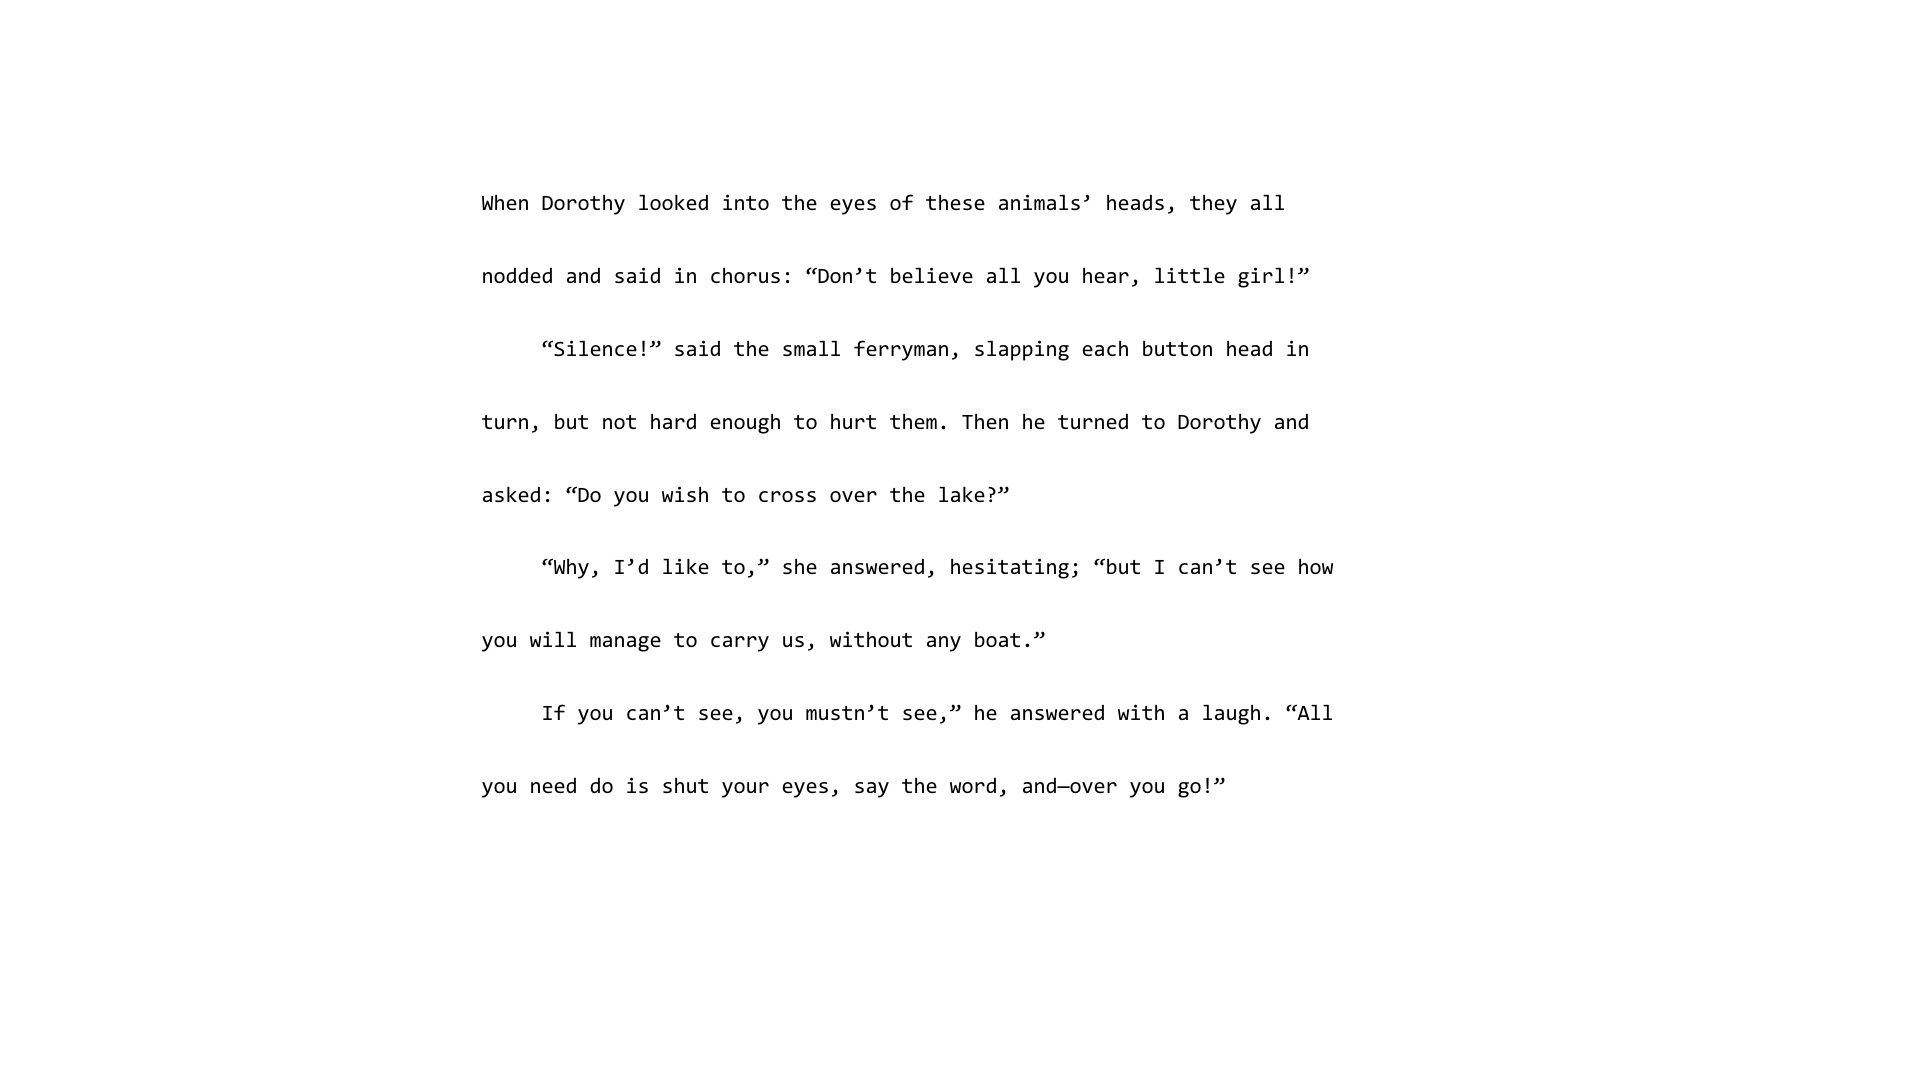 When Dorothy looked into the eyes of these animals’ heads, they all
nodded and said in chorus: “Don’t believe all you hear, little girl!”
“Silence!” said the small ferryman, slapping each button head in
turn, but not hard enough to hurt them. Then he turned to Dorothy and
asked: “Do you wish to cross over the lake?”
“Why, I’d like to,” she answered, hesitating; “but I can’t see how
you will manage to carry us, without any boat.”
If you can’t see, you mustn’t see,” he answered with a laugh. “All
you need do is shut your eyes, say the word, and—over you go!”